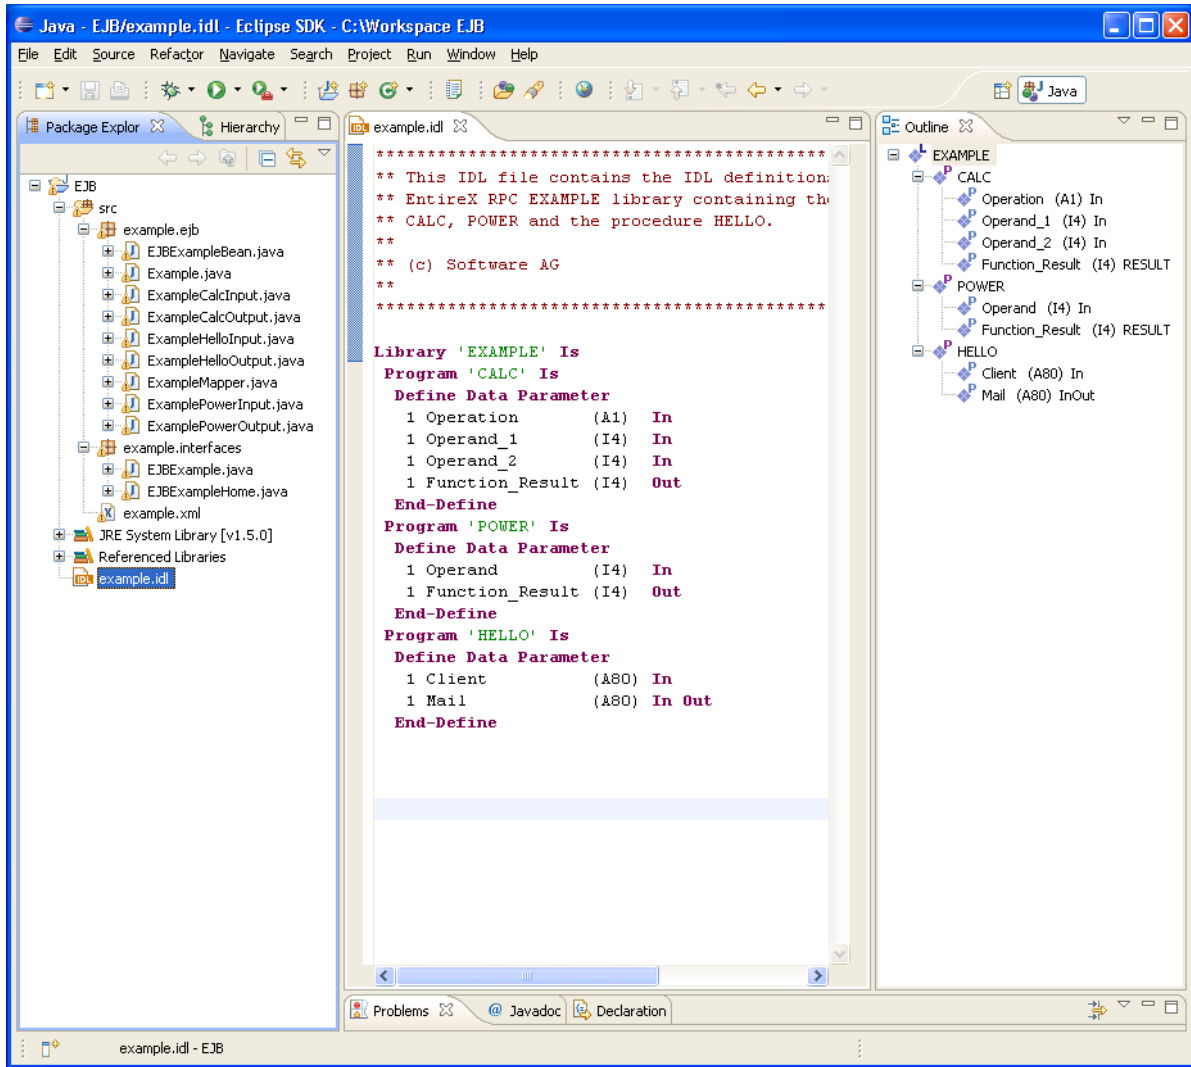 Java - EJB/example.idl - Eclipse SDK - C:\Workspace EJB
File Edit Source Refactor Navigate Search Project Run Window Help
Java
Package Explor
Hierarchy
EJB
src
example.ejb
EJBExampleBean.java
Example.java
ExampleCalcInput.java
ExampleCalcOutput.java
ExampleHelloInput.java
ExampleHelloOutput.java
ExampleMapper.java
ExamplePowerInput.java
ExamplePowerOutput.java
example.interfaces
EJBExample.java
EJBExampleHome.java
example.xml
JRE System Library [v1.5.0]
Referenced Libraries
example.idl
example.idl
*******************************************
** This IDL file contains the IDL definition
** EntireX RPC EXAMPLE library containing the
** CALC, POWER and the procedure HELLO.
**
** (c) Software AG
**
*******************************************
Library 'EXAMPLE' Is
Program 'CALC' Is
Define Data Parameter
1 Operation (A1) In
1 Operand_1 (I4) In
1 Operand_2 (I4) In
1 Function_Result (I4) Out
End-Define
Program 'POWER' Is
Define Data Parameter
1 Operand (I4) In
1 Function_Result (I4) Out
End-Define
Program 'HELLO' Is
Define Data Parameter
1 Client (A80) In
1 Mail (A80) In Out
End-Define
Outline
EXAMPLE
CALC
Operation (A1) In
Operand_1 (I4) In
Operand_2 (I4) In
Function_Result (I4) RESULT
POWER
Operand (I4) In
Function_Result (I4) RESULT
HELLO
Client (A80) In
Mail (A80) InOut
Problems
@ Javadoc
Declaration
example.idl - EJB